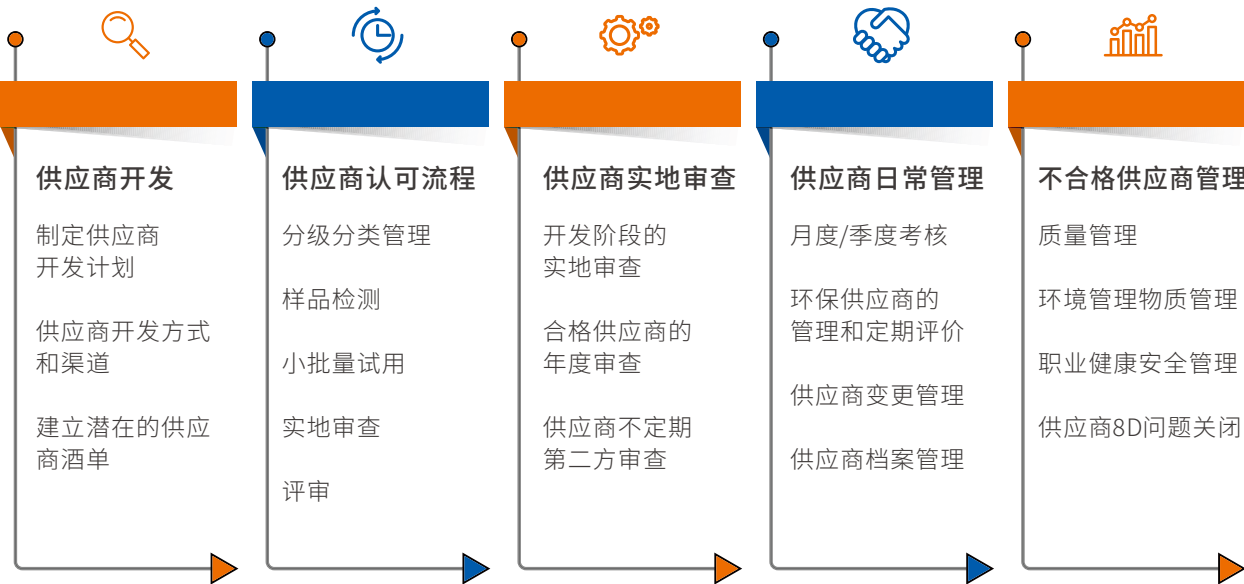 供应商开发
制定供应商
开发计划
供应商开发方式
和渠道
建立潜在的供应
商酒单
供应商认可流程
分级分类管理
样品检测
小批量试用
实地审查
评审
供应商实地审查
开发阶段的
实地审查
合格供应商的
年度审查
供应商不定期
第二方审查
供应商日常管理
月度/季度考核
环保供应商的
管理和定期评价
供应商变更管理
供应商档案管理
不合格供应商管理
质量管理
环境管理物质管理
职业健康安全管理
供应商8D问题关闭